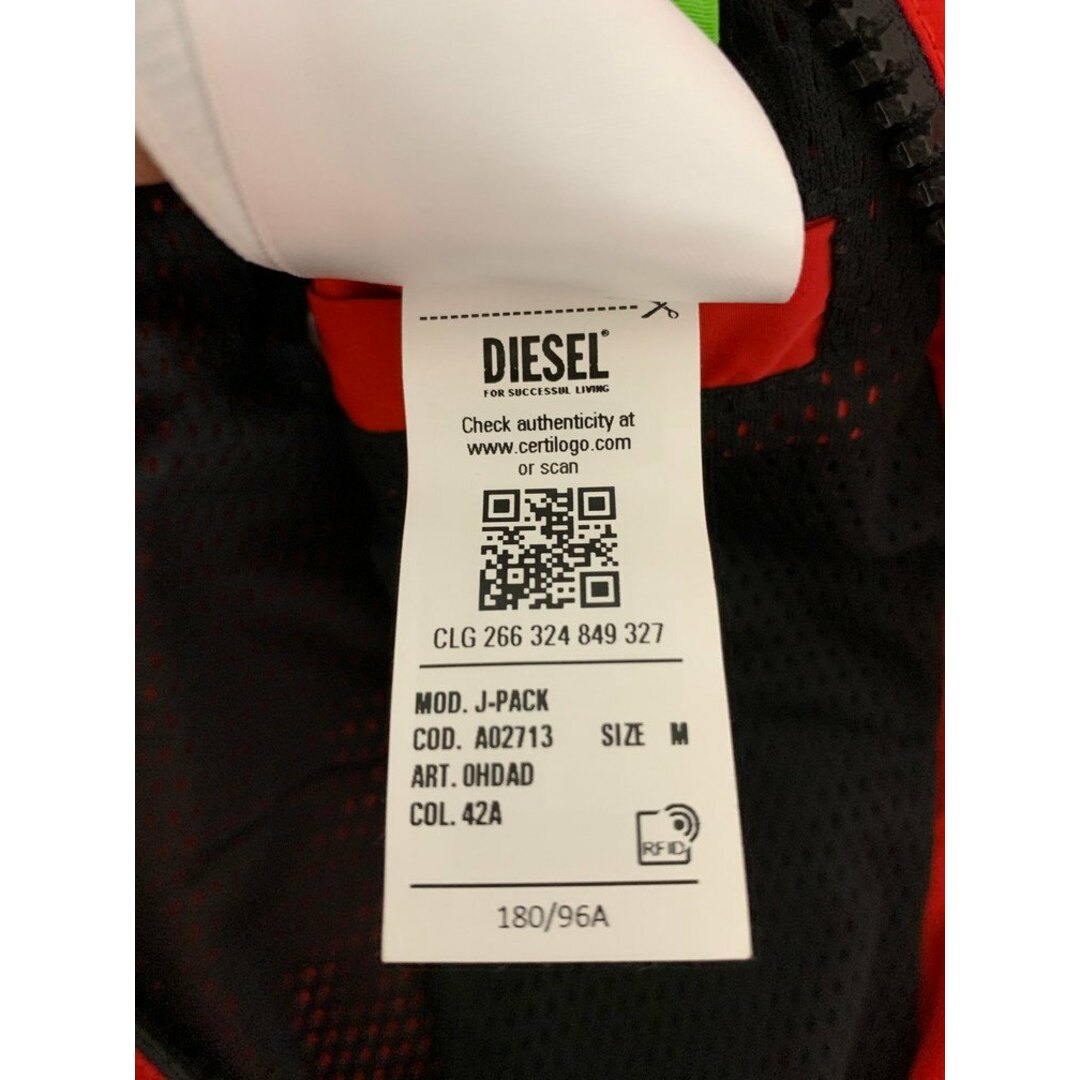 DIESEL®
FOR SUCCESSUL LIVING
Check authenticity at
www.certilogo.com
or scan
CLG 266 324 849 327
MOD. J-PACK
COD. A02713 SIZE M
ART. 0HDAD
COL. 42A
RFID
180/96A